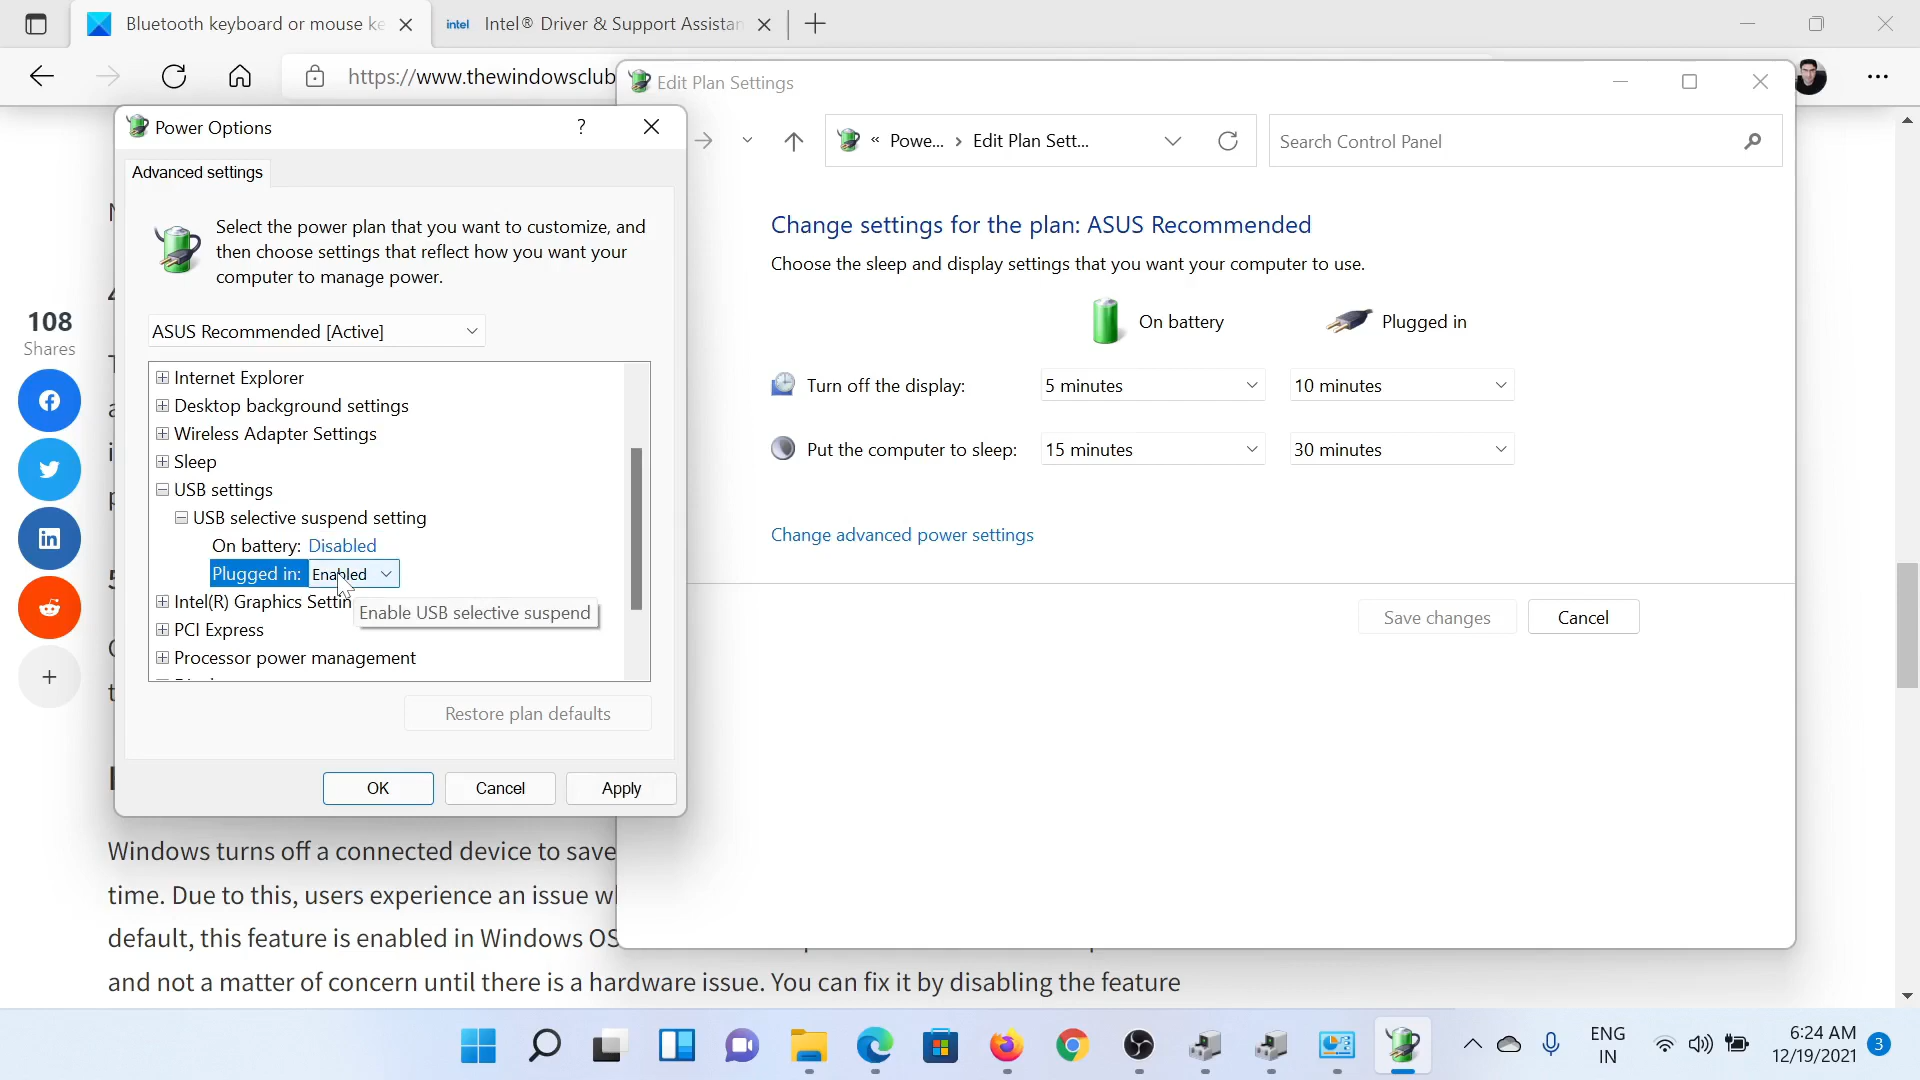 Bluetooth keyboard or mouse ke
intel Intel® Driver & Support Assistan
https://www.thewindowsclub
Edit Plan Settings
Power Options
?
« Powe... › Edit Plan Sett...
Search Control Panel
Advanced settings
Select the power plan that you want to customize, and
then choose settings that reflect how you want your
computer to manage power.
ASUS Recommended [Active]
Internet Explorer
Desktop background settings
Wireless Adapter Settings
Sleep
USB settings
USB selective suspend setting
On battery: Disabled
Plugged in: Enabled
Intel(R) Graphics Settin
Enable USB selective suspend
PCI Express
Processor power management
Restore plan defaults
OK
Cancel
Apply
Change settings for the plan: ASUS Recommended
Choose the sleep and display settings that you want your computer to use.
On battery
Plugged in
Turn off the display: 5 minutes 10 minutes
Put the computer to sleep: 15 minutes 30 minutes
Change advanced power settings
Save changes
Cancel
108
Shares
in
+
Windows turns off a connected device to save
time. Due to this, users experience an issue w
default, this feature is enabled in Windows OS
and not a matter of concern until there is a hardware issue. You can fix it by disabling the feature
ENG
IN
6:24 AM
12/19/2021
3